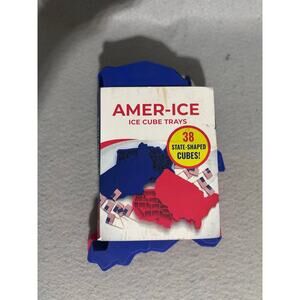 AMER-ICE
ICE CUBE TRAYS
38
STATE-SHAPED
CUBES!